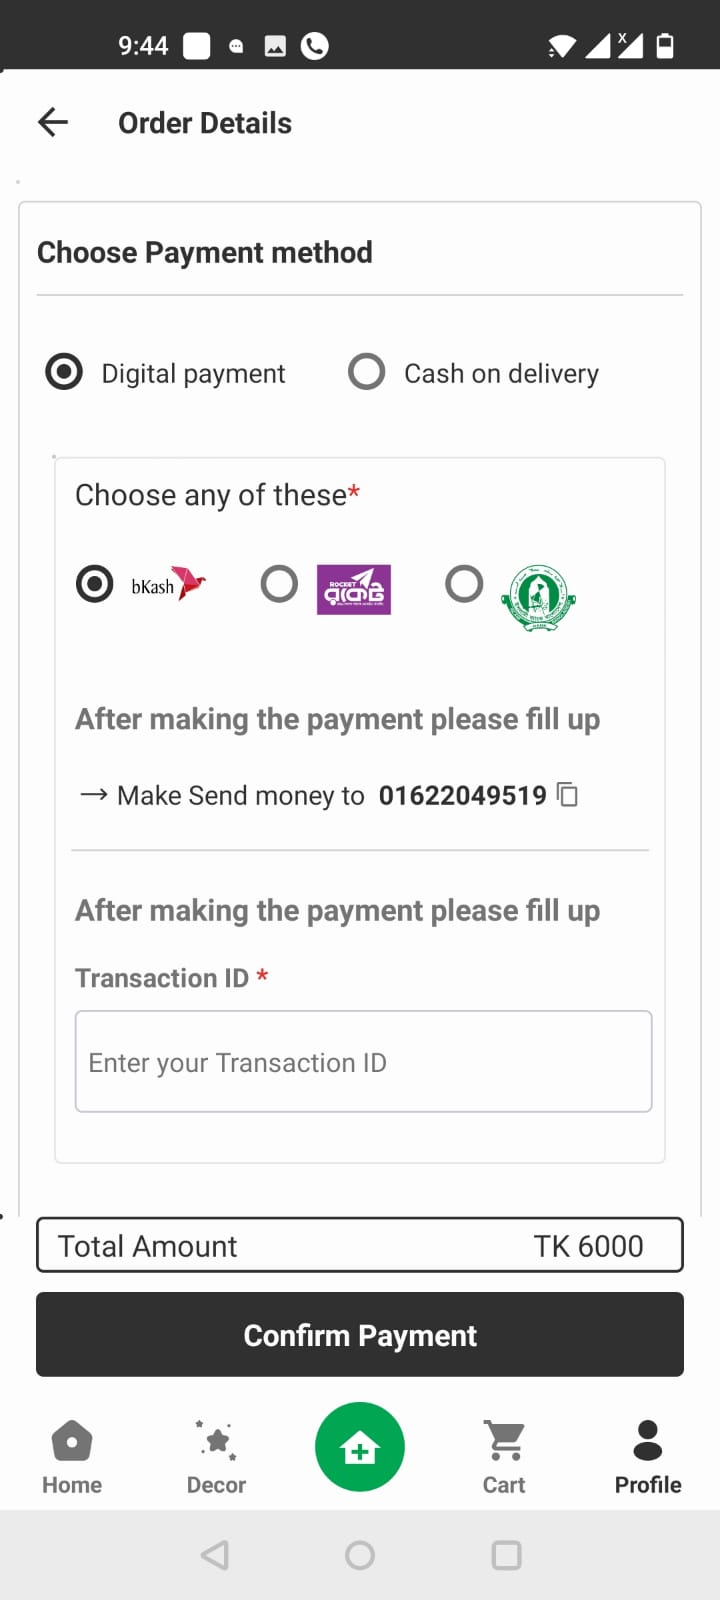 9:44
x
Order Details
Choose Payment method
Digital payment
Cash on delivery
Choose any of these*
bKash
ROCKET
রকেট
After making the payment please fill up
→ Make Send money to 01622049519
After making the payment please fill up
Transaction ID *
Enter your Transaction ID
Total Amount TK 6000
Confirm Payment
Home Decor Cart Profile